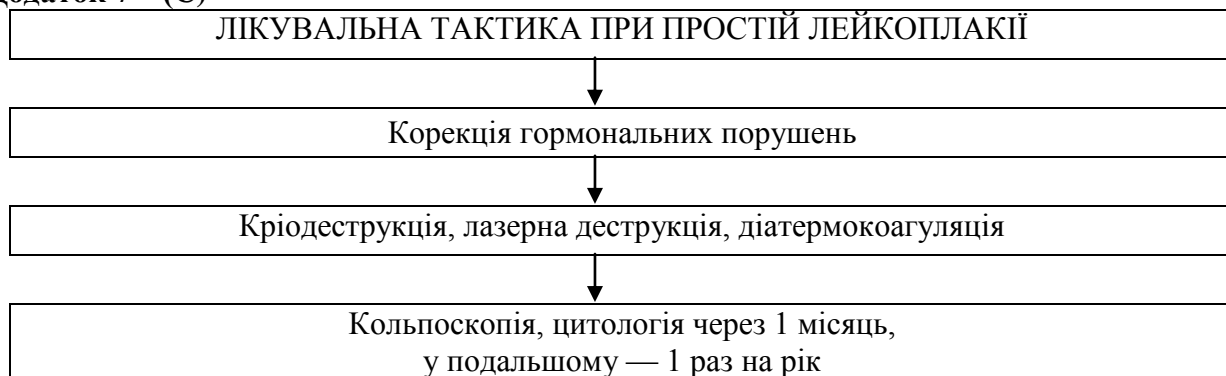 ЛІКУВАЛЬНА ТАКТИКА ПРИ ПРОСТІЙ ЛЕЙКОПЛАКІЇ
Корекція гормональних порушень
Кріодеструкція, лазерна деструкція, діатермокоагуляція
Кольпоскопія, цитологія через 1 місяць,
у подальшому — 1 раз на рік